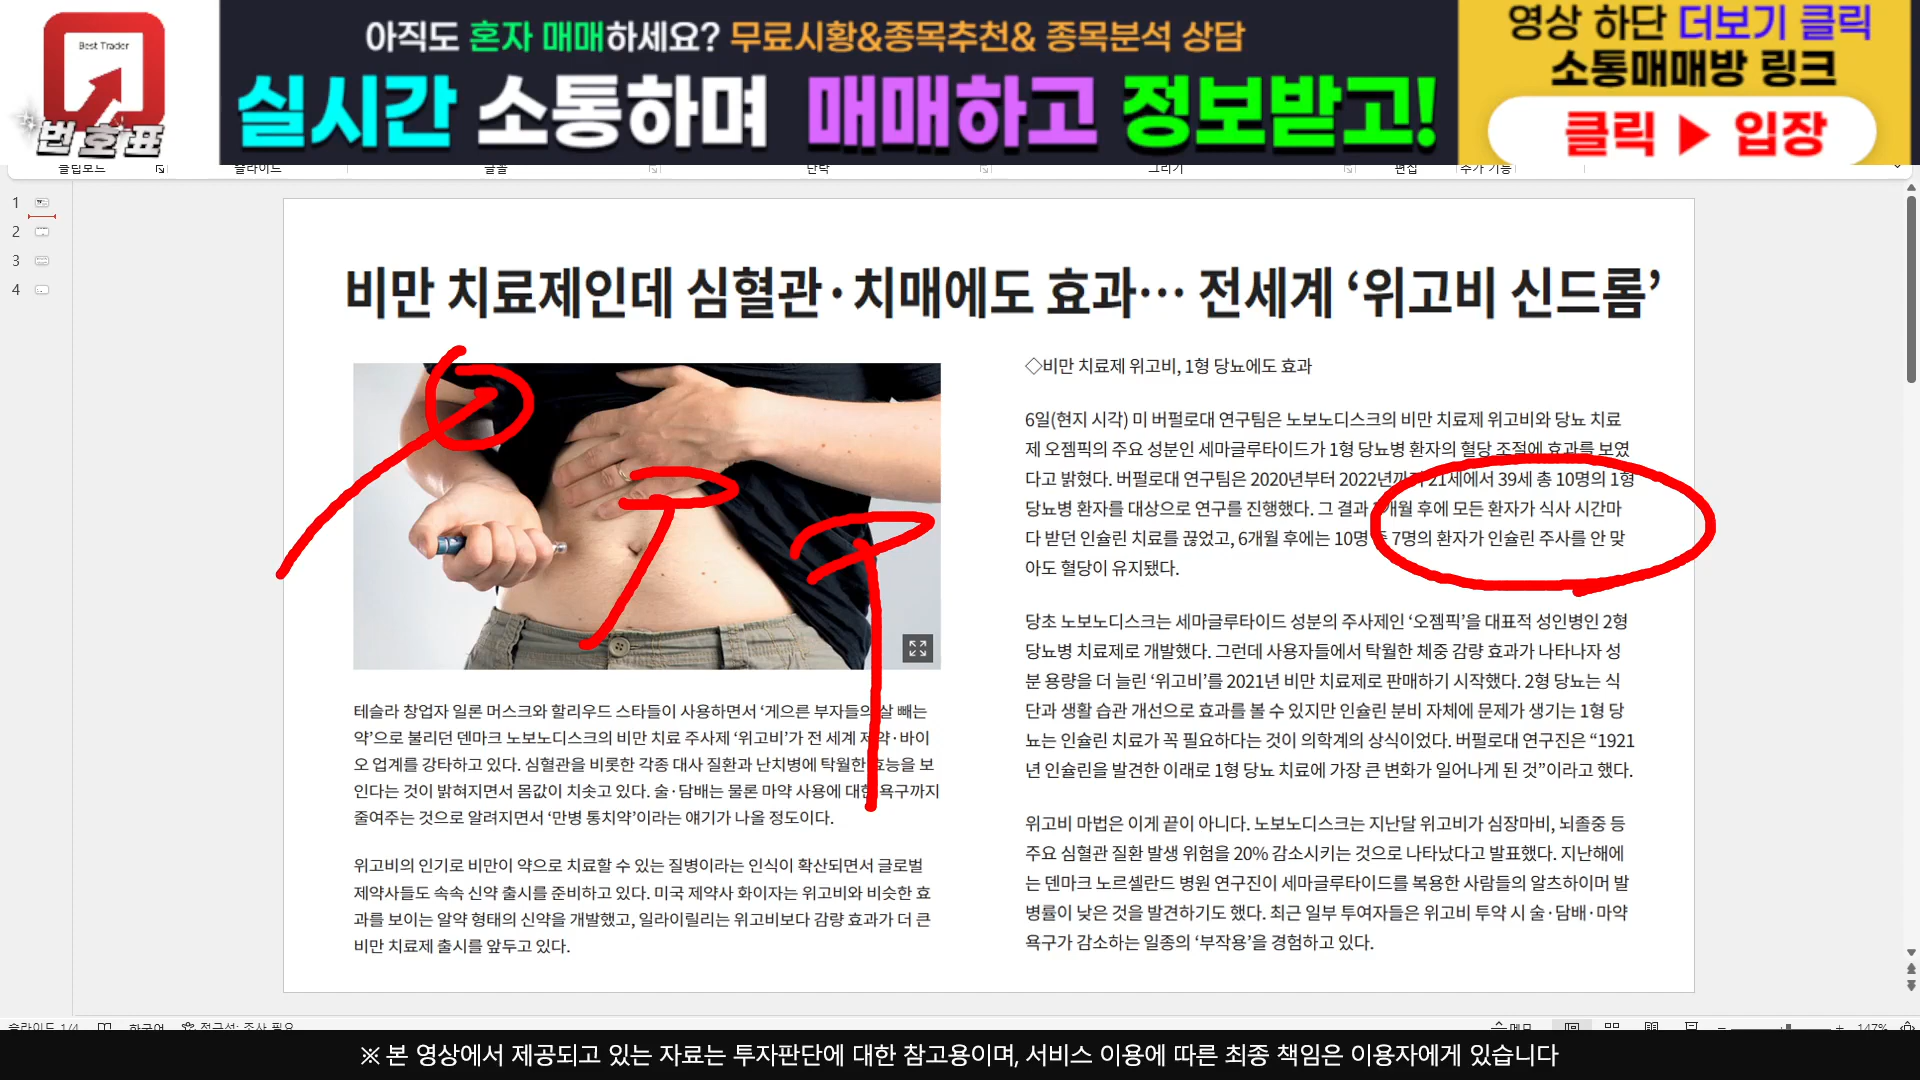 Best Trader
번호표
아직도 혼자 매매하세요? 무료시황&종목추천& 종목분석 상담
실시간 소통하며 매매하고 정보받고!
영상 하단 더보기 클릭
소통매매방 링크
클릭 ▶ 입장
클립보드 슬라이드 글꼴 단락 그리기 편집 추가 기능
1
2
3
4
비만 치료제인데 심혈관·치매에도 효과… 전세계 ‘위고비 신드롬’
테슬라 창업자 일론 머스크와 할리우드 스타들이 사용하면서 ‘게으른 부자들의 살 빼는
약’으로 불리던 덴마크 노보노디스크의 비만 치료 주사제 ‘위고비’가 전 세계 제약·바이
오 업계를 강타하고 있다. 심혈관을 비롯한 각종 대사 질환과 난치병에 탁월한 효능을 보
인다는 것이 밝혀지면서 몸값이 치솟고 있다. 술·담배는 물론 마약 사용에 대한 욕구까지
줄여주는 것으로 알려지면서 ‘만병 통치약’이라는 얘기가 나올 정도이다.
위고비의 인기로 비만이 약으로 치료할 수 있는 질병이라는 인식이 확산되면서 글로벌
제약사들도 속속 신약 출시를 준비하고 있다. 미국 제약사 화이자는 위고비와 비슷한 효
과를 보이는 알약 형태의 신약을 개발했고, 일라이릴리는 위고비보다 감량 효과가 더 큰
비만 치료제 출시를 앞두고 있다.
◇비만 치료제 위고비, 1형 당뇨에도 효과
6일(현지 시각) 미 버펄로대 연구팀은 노보노디스크의 비만 치료제 위고비와 당뇨 치료
제 오젬픽의 주요 성분인 세마글루타이드가 1형 당뇨병 환자의 혈당 조절에 효과를 보였
다고 밝혔다. 버펄로대 연구팀은 2020년부터 2022년까지 21세에서 39세 총 10명의 1형
당뇨병 환자를 대상으로 연구를 진행했다. 그 결과 개월 후에 모든 환자가 식사 시간마
다 받던 인슐린 치료를 끊었고, 6개월 후에는 10명 중 7명의 환자가 인슐린 주사를 안 맞
아도 혈당이 유지됐다.
당초 노보노디스크는 세마글루타이드 성분의 주사제인 ‘오젬픽’을 대표적 성인병인 2형
당뇨병 치료제로 개발했다. 그런데 사용자들에서 탁월한 체중 감량 효과가 나타나자 성
분 용량을 더 늘린 ‘위고비’를 2021년 비만 치료제로 판매하기 시작했다. 2형 당뇨는 식
단과 생활 습관 개선으로 효과를 볼 수 있지만 인슐린 분비 자체에 문제가 생기는 1형 당
뇨는 인슐린 치료가 꼭 필요하다는 것이 의학계의 상식이었다. 버펄로대 연구진은 “1921
년 인슐린을 발견한 이래로 1형 당뇨 치료에 가장 큰 변화가 일어나게 된 것”이라고 했다.
위고비 마법은 이게 끝이 아니다. 노보노디스크는 지난달 위고비가 심장마비, 뇌졸중 등
주요 심혈관 질환 발생 위험을 20% 감소시키는 것으로 나타났다고 발표했다. 지난해에
는 덴마크 노르셸란드 병원 연구진이 세마글루타이드를 복용한 사람들의 알츠하이머 발
병률이 낮은 것을 발견하기도 했다. 최근 일부 투여자들은 위고비 투약 시 술·담배·마약
욕구가 감소하는 일종의 ‘부작용’을 경험하고 있다.
슬라이드 1/4 한국어 접근성: 조사 필요 메모 147%
※ 본 영상에서 제공되고 있는 자료는 투자판단에 대한 참고용이며, 서비스 이용에 따른 최종 책임은 이용자에게 있습니다